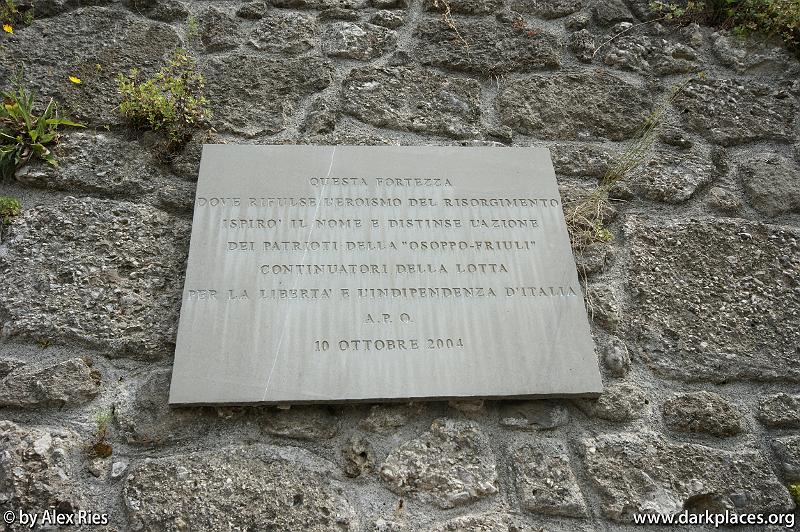 QUESTA FORTEZZA
DOVE RIFULSE L'EROISMO DEL RISORGIMENTO
ISPIRO' IL NOME E DISTINSE L'AZIONE
DEI PATRIOTI DELLA "OSOPPO-FRIULI"
CONTINUATORI DELLA LOTTA
PER LA LIBERTA' E L'INDIPENDENZA D'ITALIA
A.P.O.
10 OTTOBRE 2004
© by Alex Ries
www.darkplaces.org